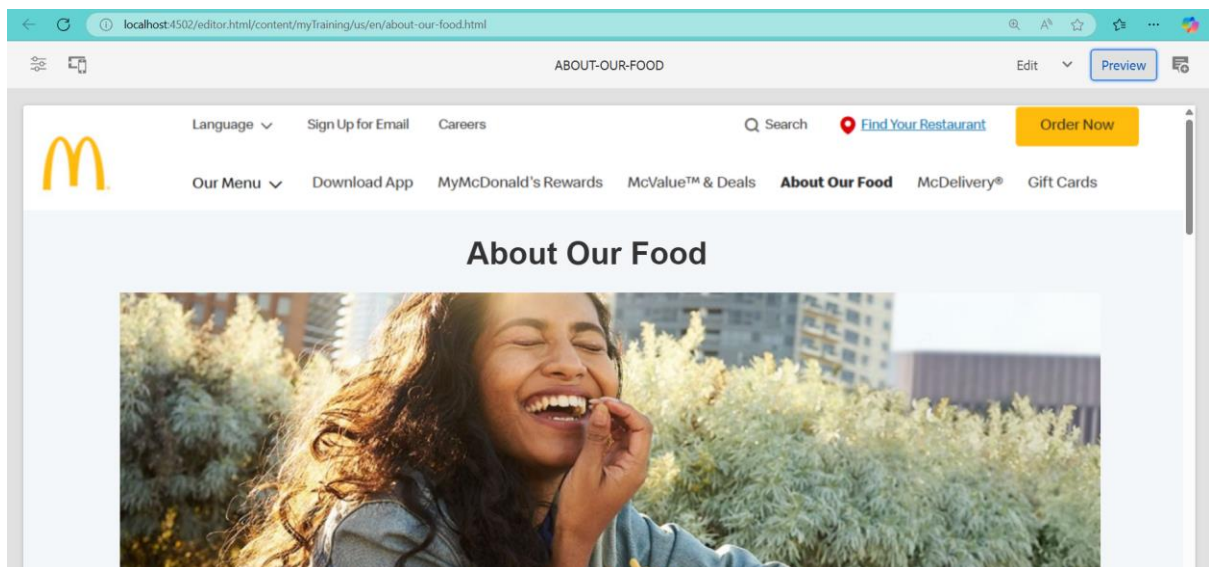 localhost:4502/editor.html/content/myTraining/us/en/about-our-food.html
ABOUT-OUR-FOOD Edit Preview
Language Sign Up for Email Careers Search Find Your Restaurant Order Now
Our Menu Download App MyMcDonald's Rewards McValue™ & Deals About Our Food McDelivery® Gift Cards
About Our Food